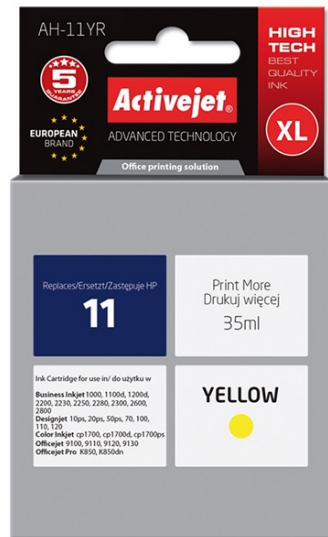 AH-11YR
HIGH
TECH
BEST
QUALITY
INK
5
YEARS
GUARANTEE
Activejet®
EUROPEAN
BRAND
ADVANCED TECHNOLOGY
XL
Office printing solution
Replaces/Ersetzt/Zastępuje HP
11
Print More
Drukuj więcej
35ml
Ink Cartridge for use in/ do użytku w
Business Inkjet 1000, 1100d, 1200d,
2200, 2230, 2250, 2280, 2300, 2600,
2800
Designjet 10ps, 20ps, 50ps, 70, 100,
110, 120
Color Inkjet cp1700, cp1700d, cp1700ps
Officejet 9100, 9110, 9120, 9130
Officejet Pro K850, K850dn
YELLOW